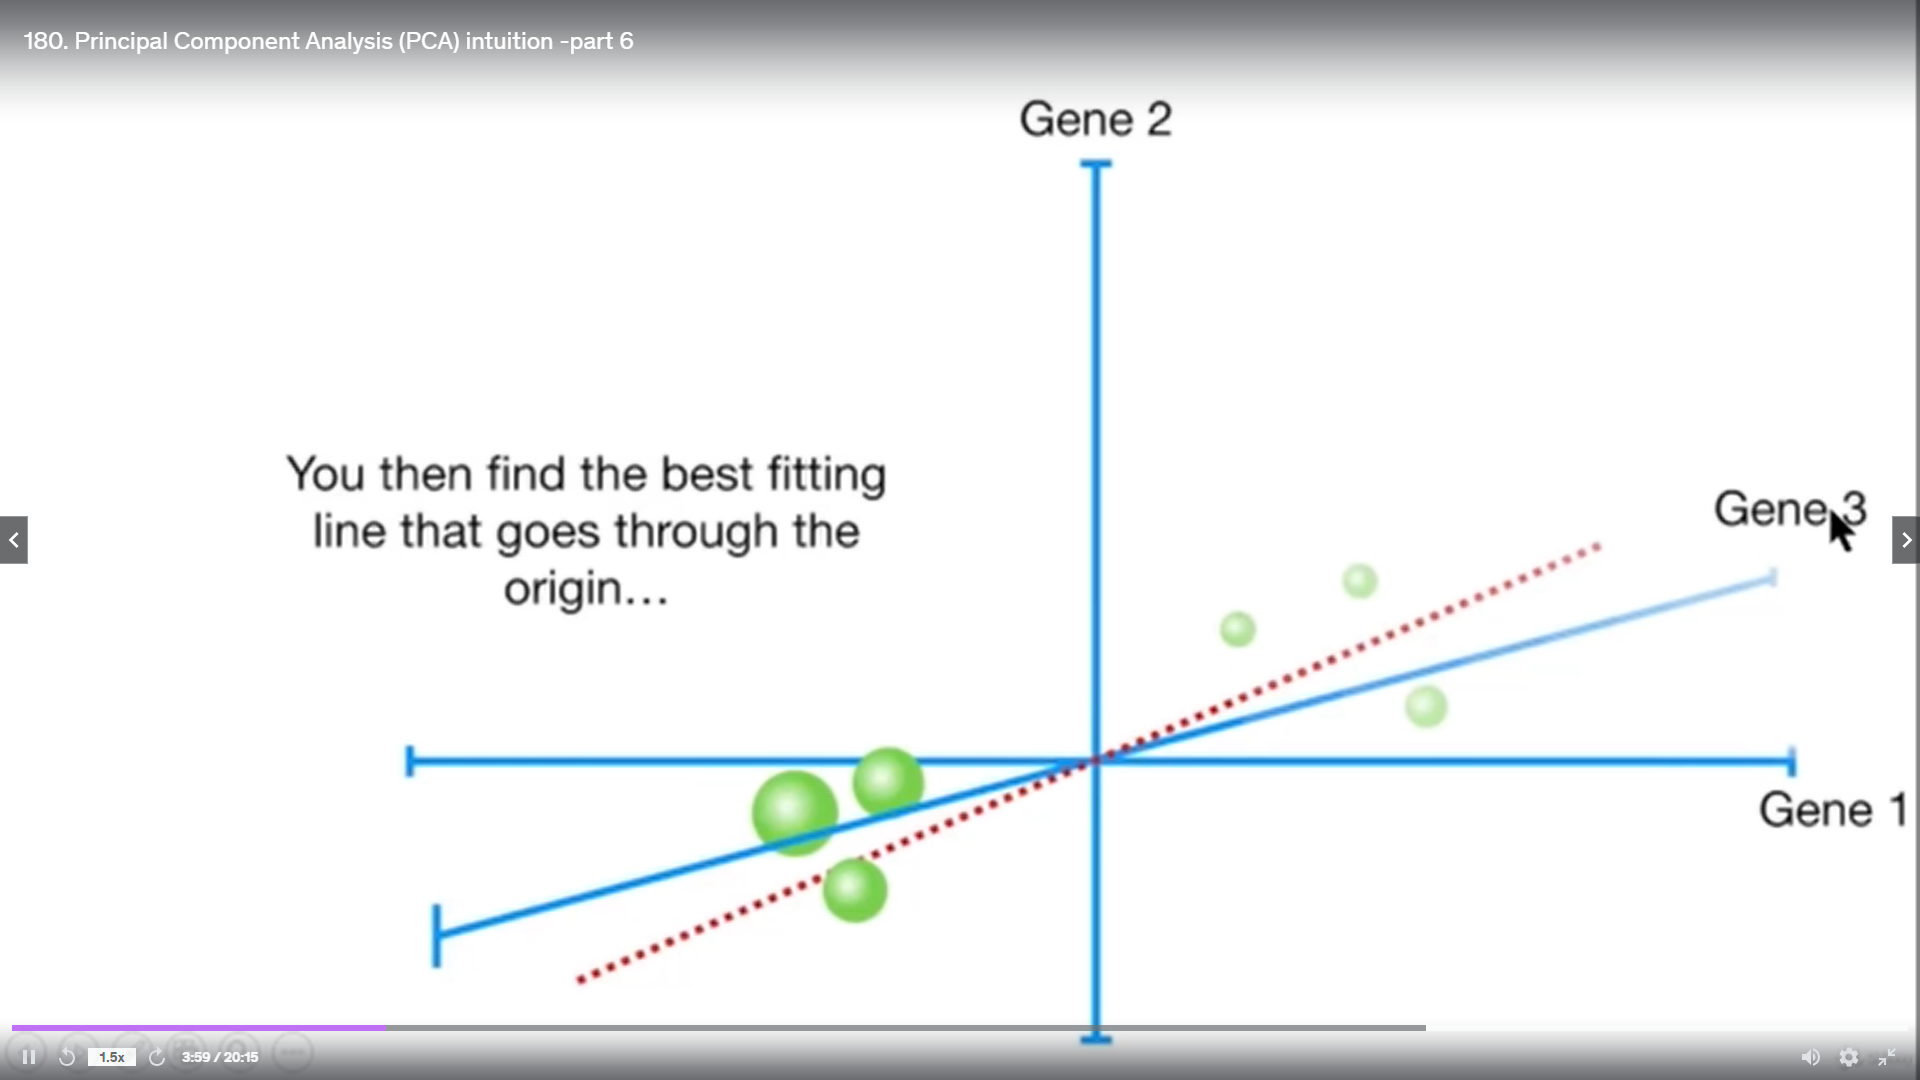 180. Principal Component Analysis (PCA) intuition -part 6
Gene 2
You then find the best fitting
line that goes through the
origin...
Gene 3
Gene 1
1.5x
3:59 / 20:15